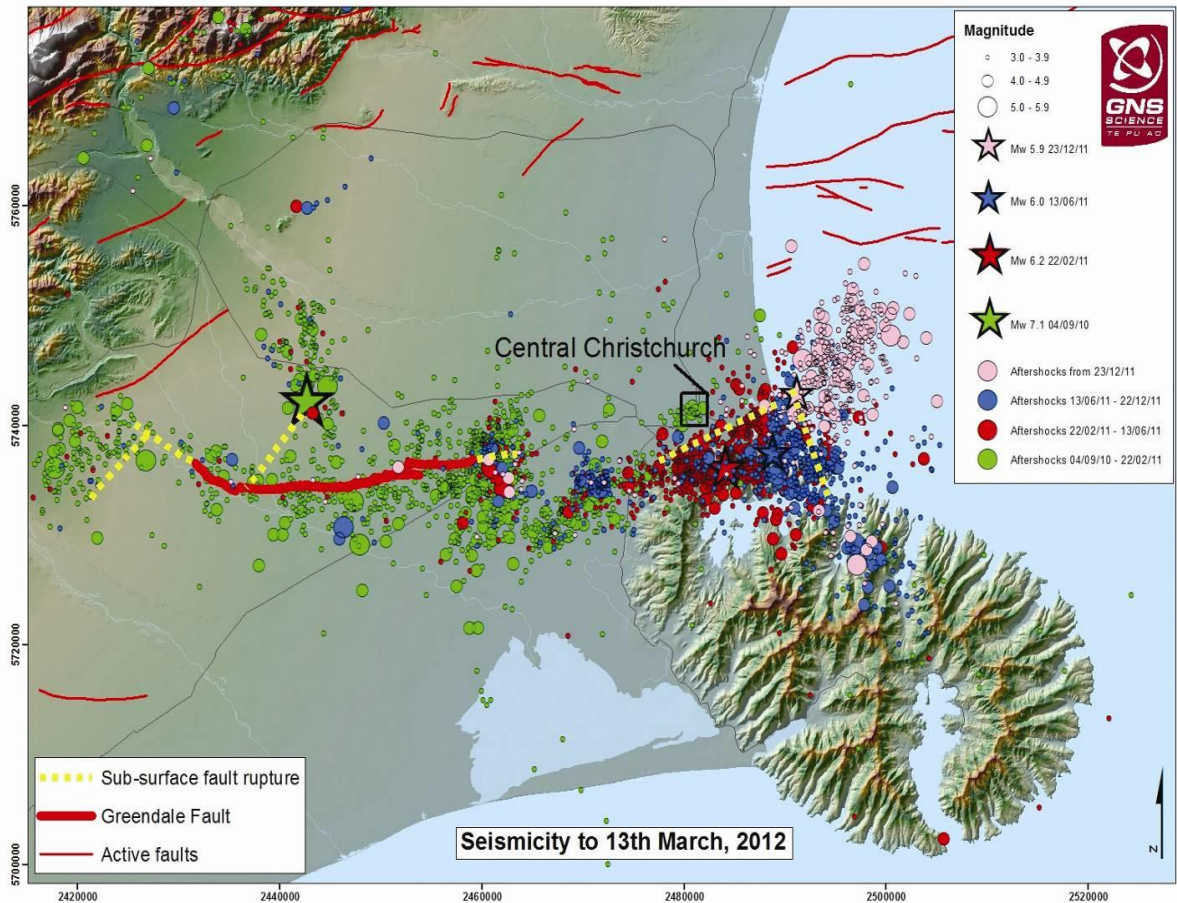 Magnitude
3.0 - 3.9
4.0 - 4.9
5.0 - 5.9
Mw 5.9 23/12/11
Mw 6.0 13/06/11
Mw 6.2 22/02/11
Mw 7.1 04/09/10
Aftershocks from 23/12/11
Aftershocks 13/06/11 - 22/12/11
Aftershocks 22/02/11 - 13/06/11
Aftershocks 04/09/10 - 22/02/11
GNS
SCIENCE
TE PŪ AO
Central Christchurch
5760000
5740000
5720000
5700000
Sub-surface fault rupture
Greendale Fault
Active faults
Seismicity to 13th March, 2012
N
2420000
2440000
2460000
2480000
2500000
2520000